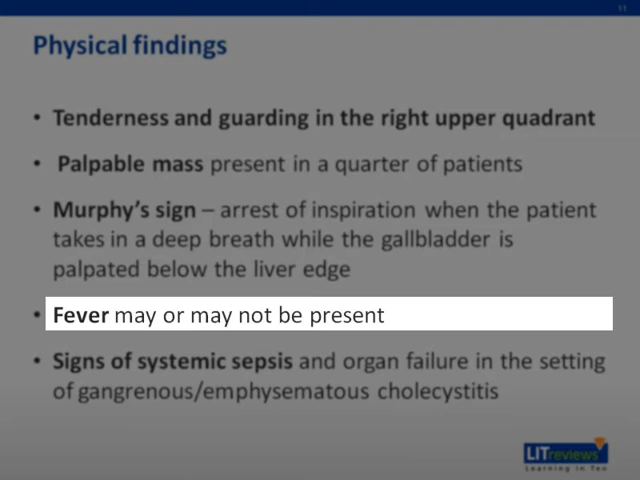 11
Physical findings
• Tenderness and guarding in the right upper quadrant
• Palpable mass present in a quarter of patients
• Murphy's sign – arrest of inspiration when the patient
takes in a deep breath while the gallbladder is
palpated below the liver edge
• Fever may or may not be present
• Signs of systemic sepsis and organ failure in the setting
of gangrenous/emphysematous cholecystitis
LITreviews
Learning in Ten